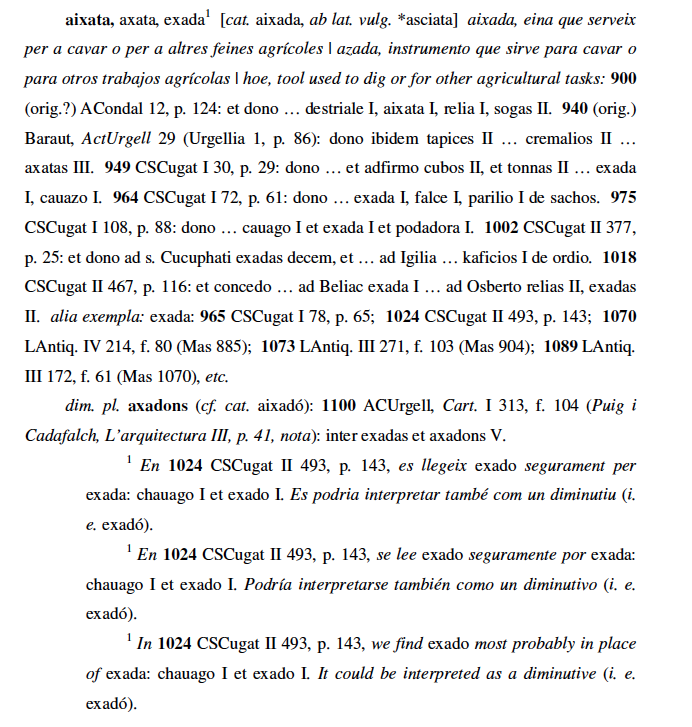 aixata, axata, exada1 [cat. aixada, ab lat. vulg. *asciata] aixada, eina que serveix
per a cavar o per a altres feines agrícoles | azada, instrumento que sirve para cavar o
para otros trabajos agrícolas | hoe, tool used to dig or for other agricultural tasks: 900
(orig.?) ACondal 12, p. 124: et dono … destriale I, aixata I, relia I, sogas II. 940 (orig.)
Baraut, ActUrgell 29 (Urgellia 1, p. 86): dono ibidem tapices II … cremalios II …
axatas III. 949 CSCugat I 30, p. 29: dono … et adfirmo cubos II, et tonnas II … exada
I, cauazo I. 964 CSCugat I 72, p. 61: dono … exada I, falce I, parilio I de sachos. 975
CSCugat I 108, p. 88: dono … cauago I et exada I et podadora I. 1002 CSCugat II 377,
p. 25: et dono ad s. Cucuphati exadas decem, et … ad Igilia … kaficios I de ordio. 1018
CSCugat II 467, p. 116: et concedo … ad Beliac exada I … ad Osberto relias II, exadas
II. alia exempla: exada: 965 CSCugat I 78, p. 65; 1024 CSCugat II 493, p. 143; 1070
LAntiq. IV 214, f. 80 (Mas 885); 1073 LAntiq. III 271, f. 103 (Mas 904); 1089 LAntiq.
III 172, f. 61 (Mas 1070), etc.
dim. pl. axadons (cf. cat. aixadó): 1100 ACUrgell, Cart. I 313, f. 104 (Puig i
Cadafalch, L'arquitectura III, p. 41, nota): inter exadas et axadons V.
1 En 1024 CSCugat II 493, p. 143, es llegeix exado segurament per
exada: chauago I et exado I. Es podria interpretar també com un diminutiu (i.
e. exadó).
1 En 1024 CSCugat II 493, p. 143, se lee exado seguramente por exada:
chauago I et exado I. Podría interpretarse también como un diminutivo (i. e.
exadó).
1 In 1024 CSCugat II 493, p. 143, we find exado most probably in place
of exada: chauago I et exado I. It could be interpreted as a diminutive (i. e.
exadó).